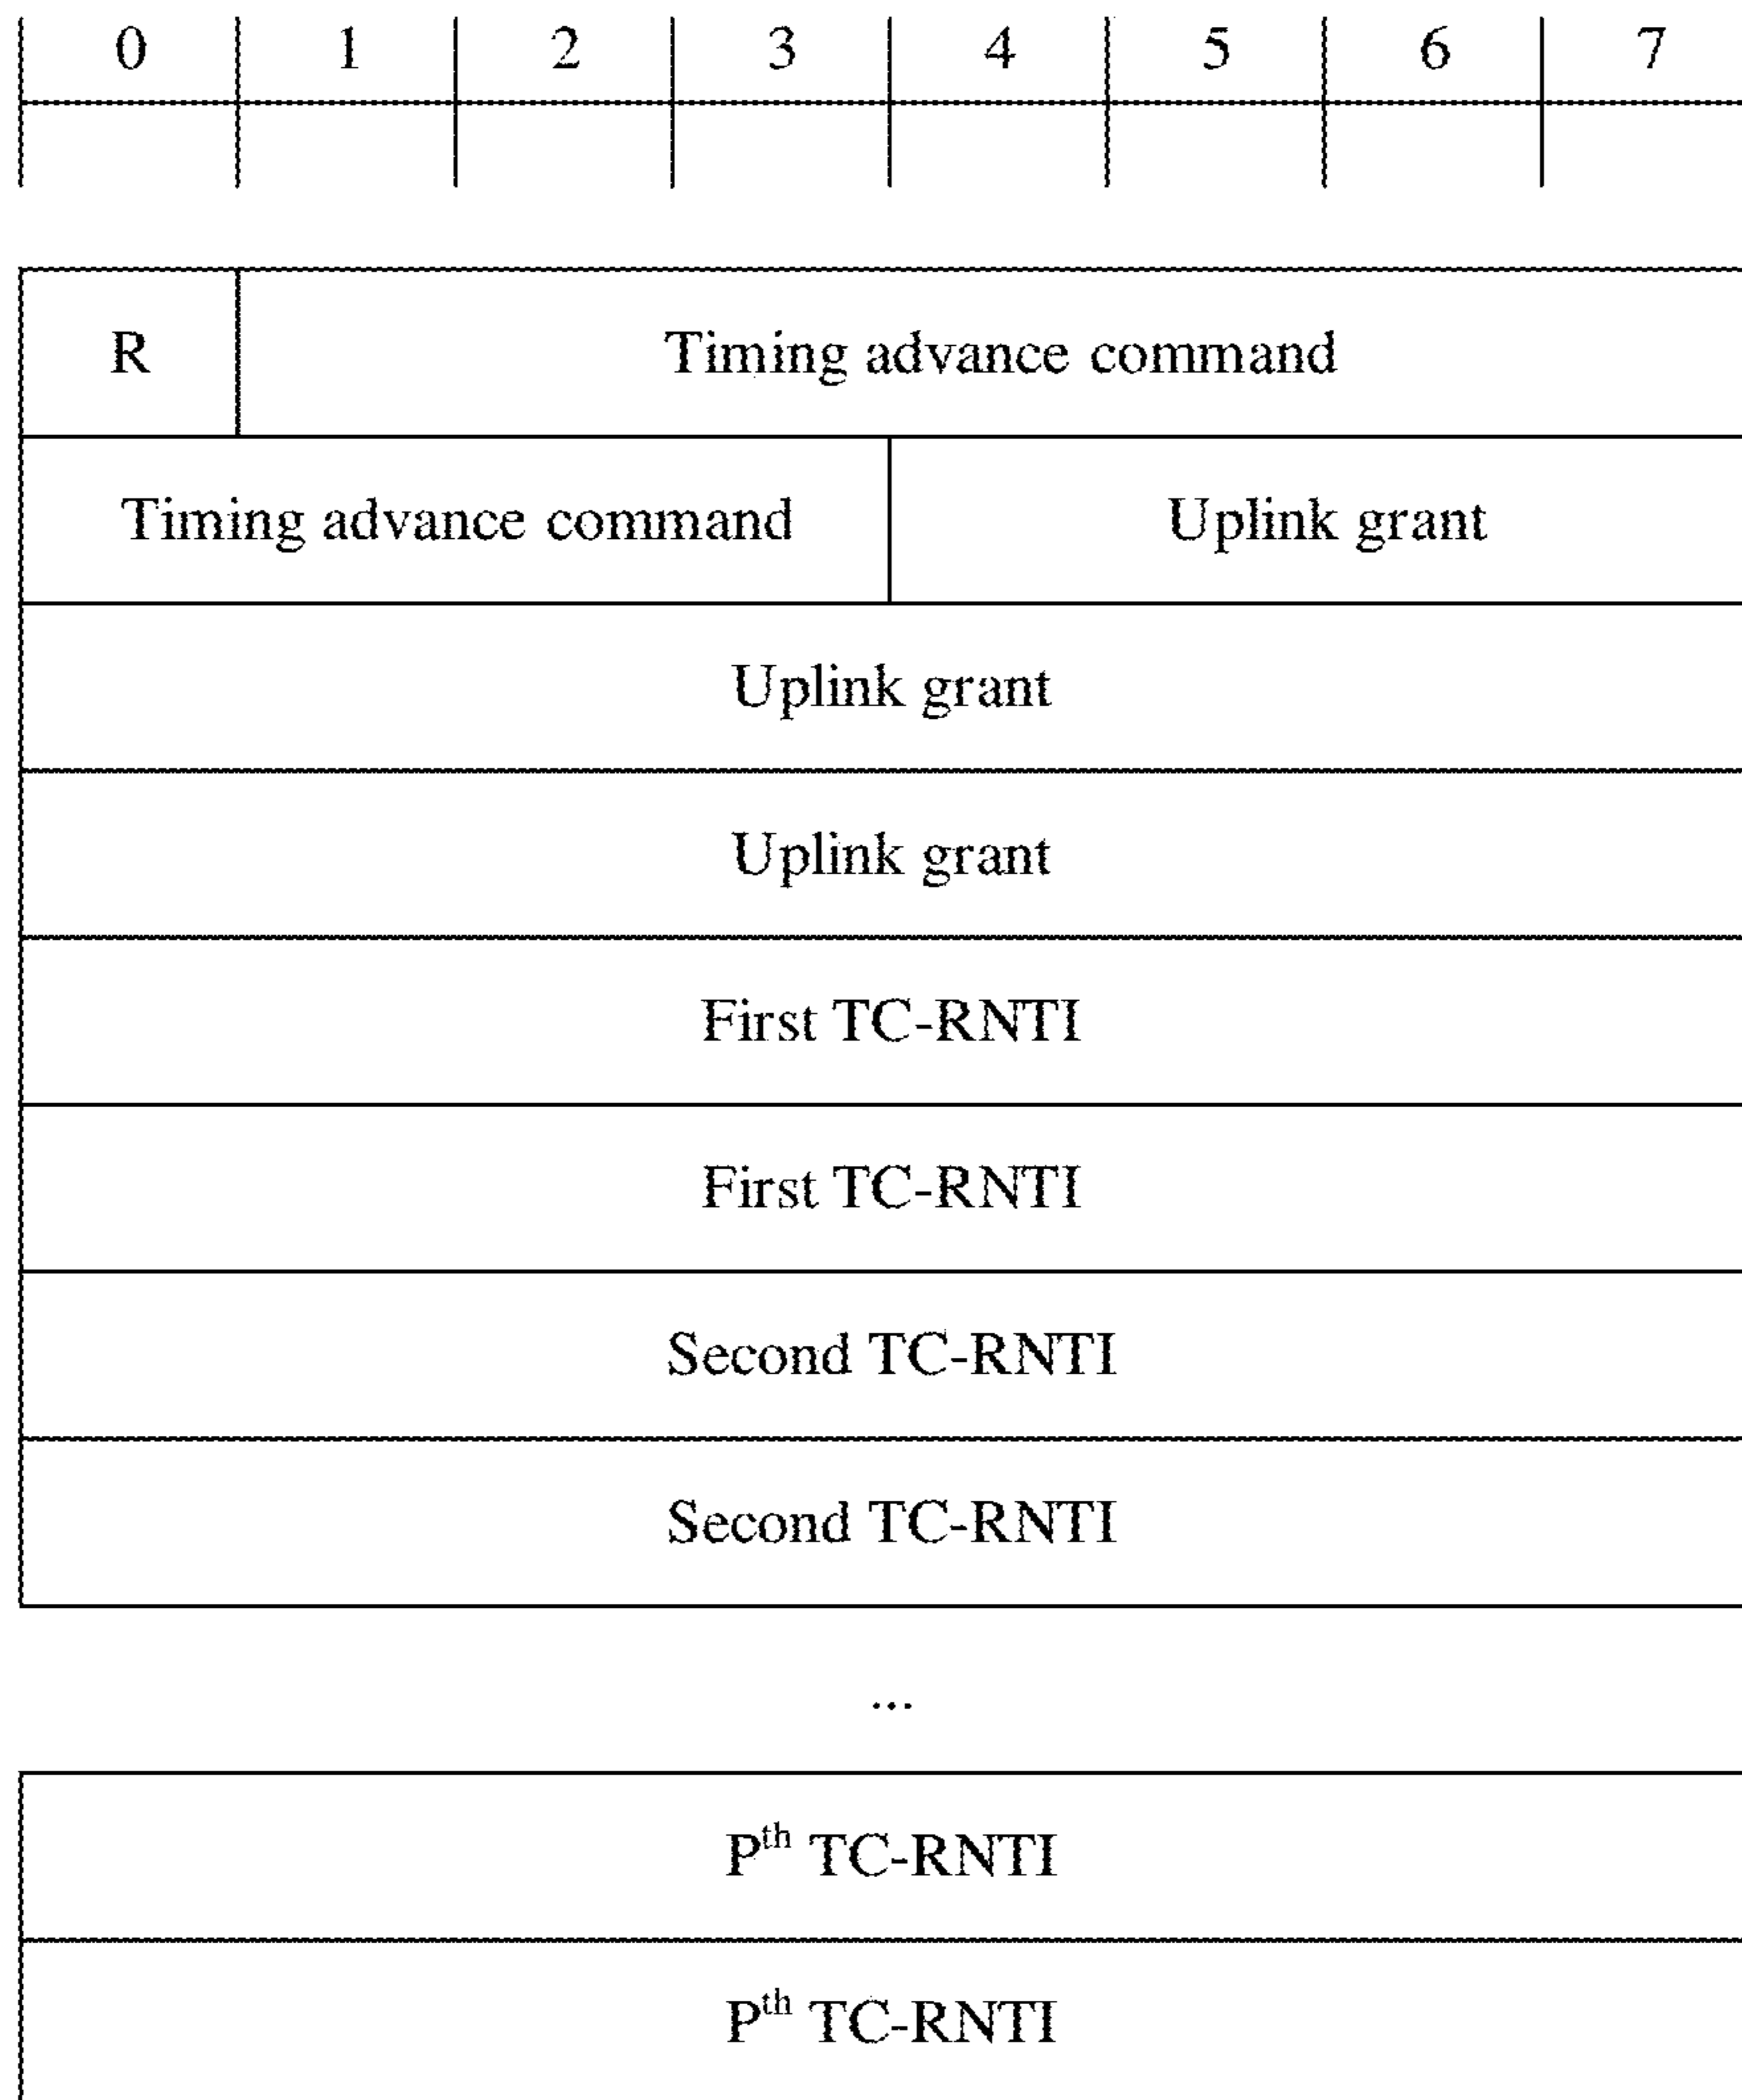 0 1 2 3 4 5 6 7
R Timing advance command
Timing advance command Uplink grant
Uplink grant
Uplink grant
First TC-RNTI
First TC-RNTI
Second TC-RNTI
Second TC-RNTI
...
Pth TC-RNTI
Pth TC-RNTI